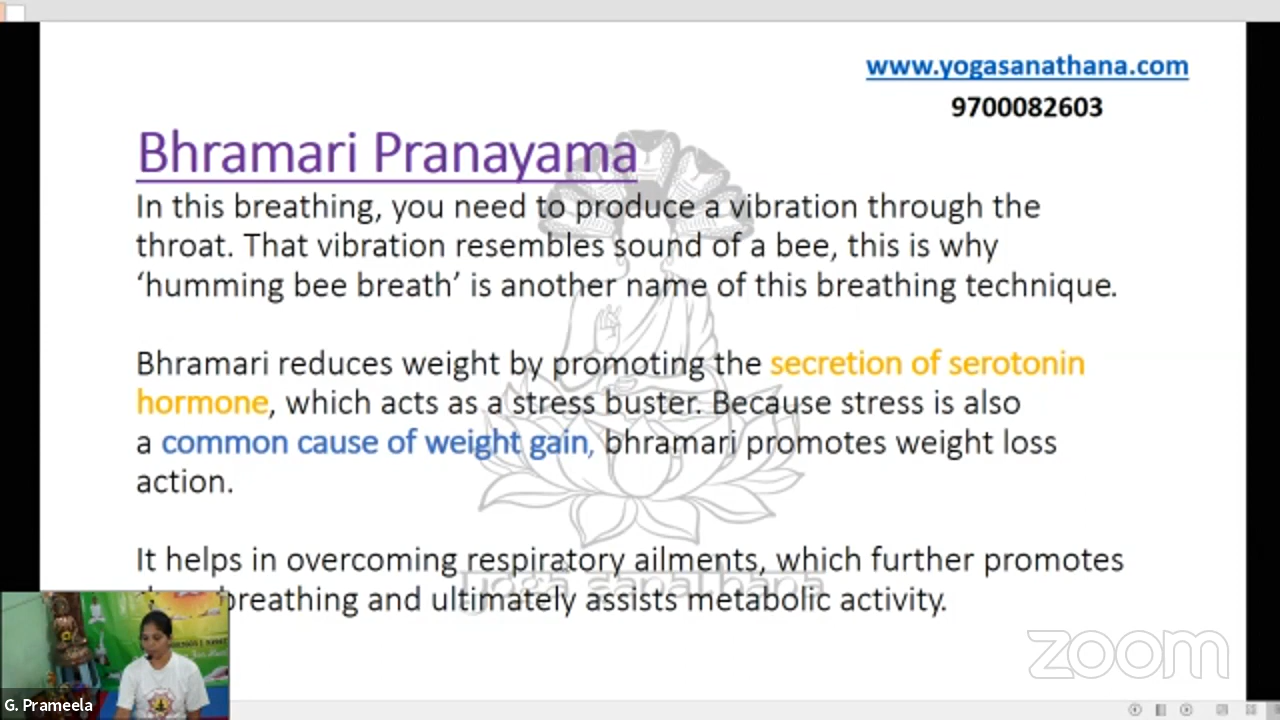 www.yogasanathana.com
9700082603
Bhramari Pranayama
In this breathing, you need to produce a vibration through the
throat. That vibration resembles sound of a bee, this is why
‘humming bee breath’ is another name of this breathing technique.
Bhramari reduces weight by promoting the secretion of serotonin
hormone, which acts as a stress buster. Because stress is also
a common cause of weight gain, bhramari promotes weight loss
action.
It helps in overcoming respiratory ailments, which further promotes
breathing and ultimately assists metabolic activity.
yoga sanathana
zoom
G. Prameela